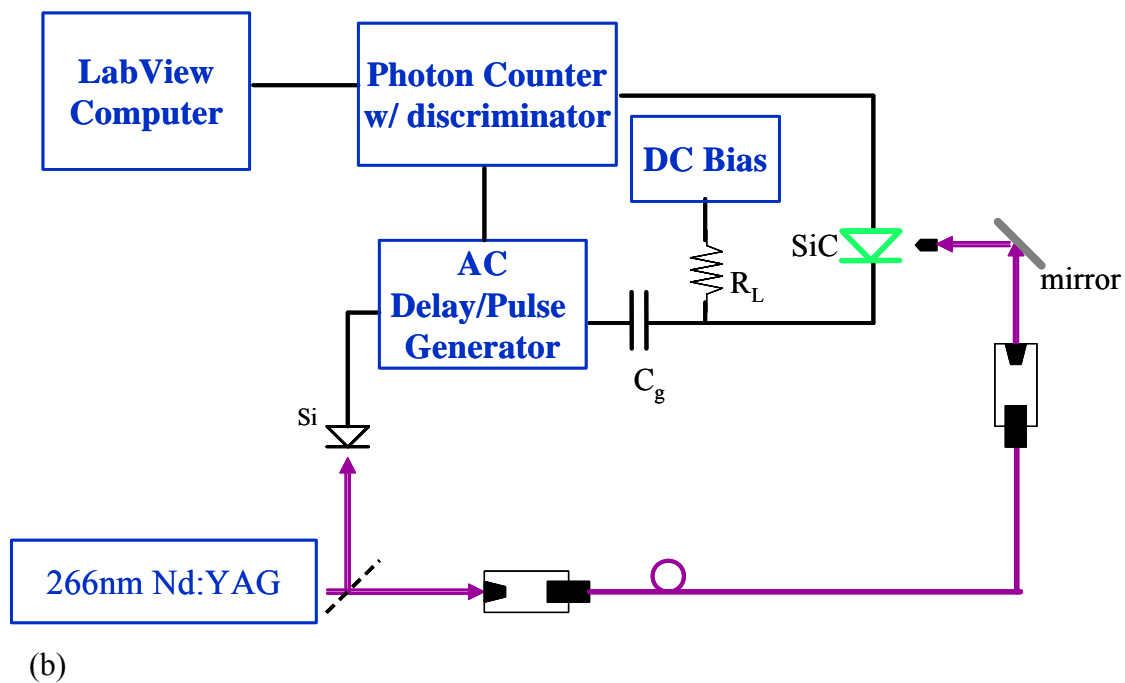 LabView
Computer
Photon Counter
w/ discriminator
DC Bias
SiC
mirror
AC
Delay/Pulse
Generator
R_L
C_g
Si
266nm Nd:YAG
(b)